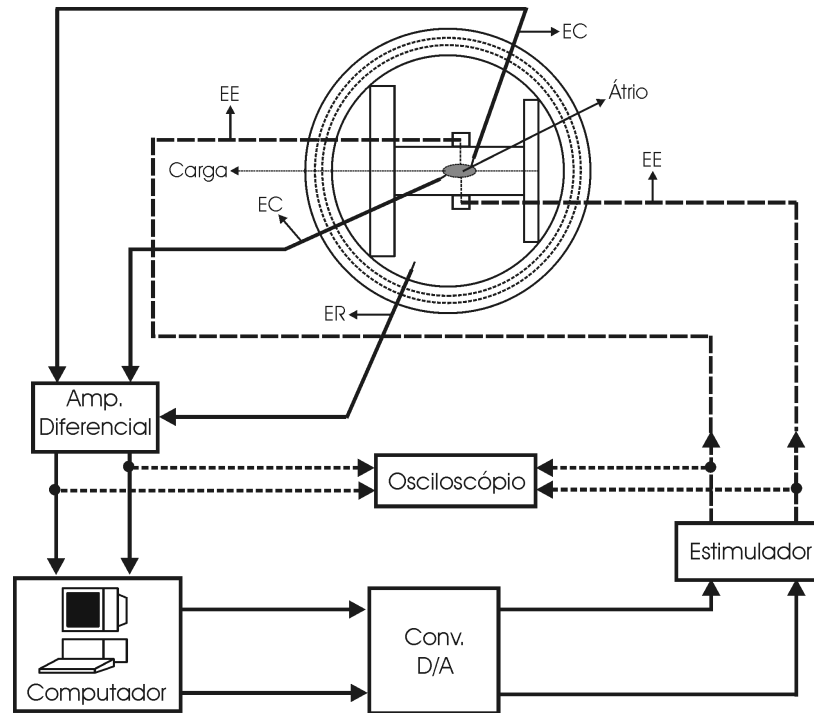 EC
EE
Átrio
Carga
EE
EC
ER
Amp.
Diferencial
Osciloscópio
Estimulador
Conv.
D/A
Computador